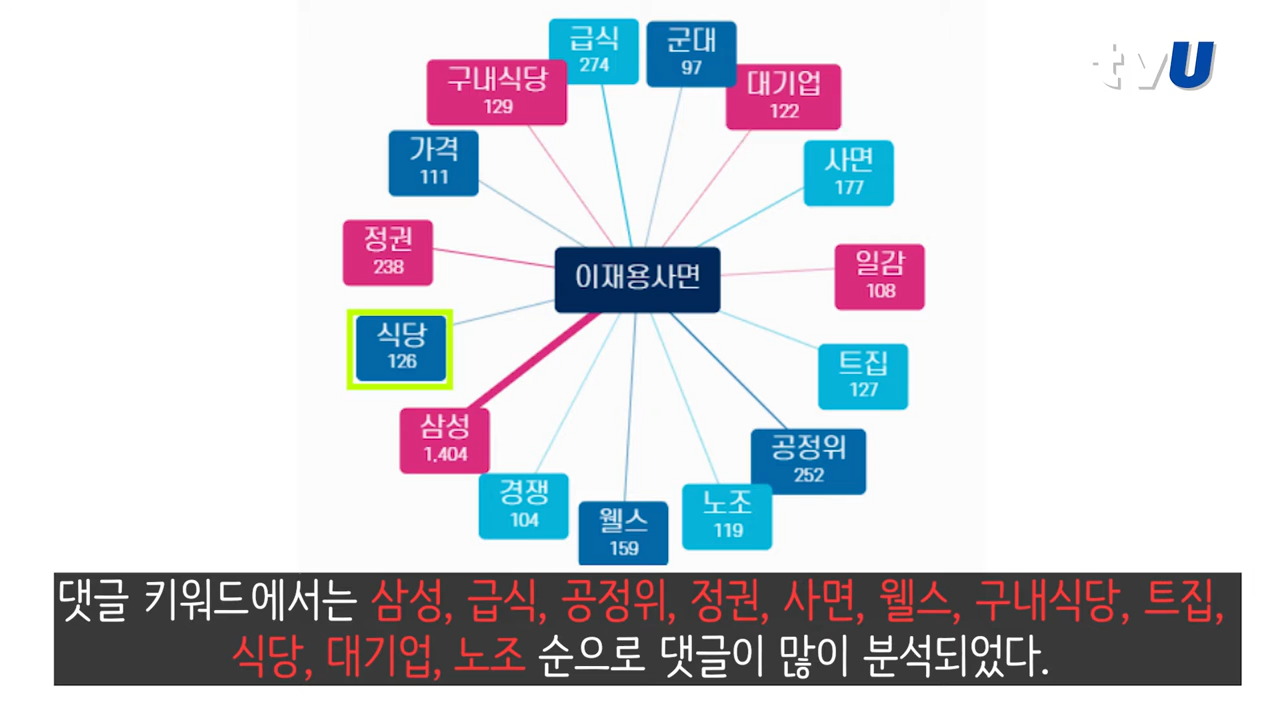 급식
274
군대
97
구내식당
129
대기업
122
가격
111
사면
177
정권
238
이재용사면
일감
108
식당
126
트집
127
삼성
1,404
공정위
252
경쟁
104
웰스
159
노조
119
tvU
댓글 키워드에서는 삼성, 급식, 공정위, 정권, 사면, 웰스, 구내식당, 트집,
식당, 대기업, 노조 순으로 댓글이 많이 분석되었다.